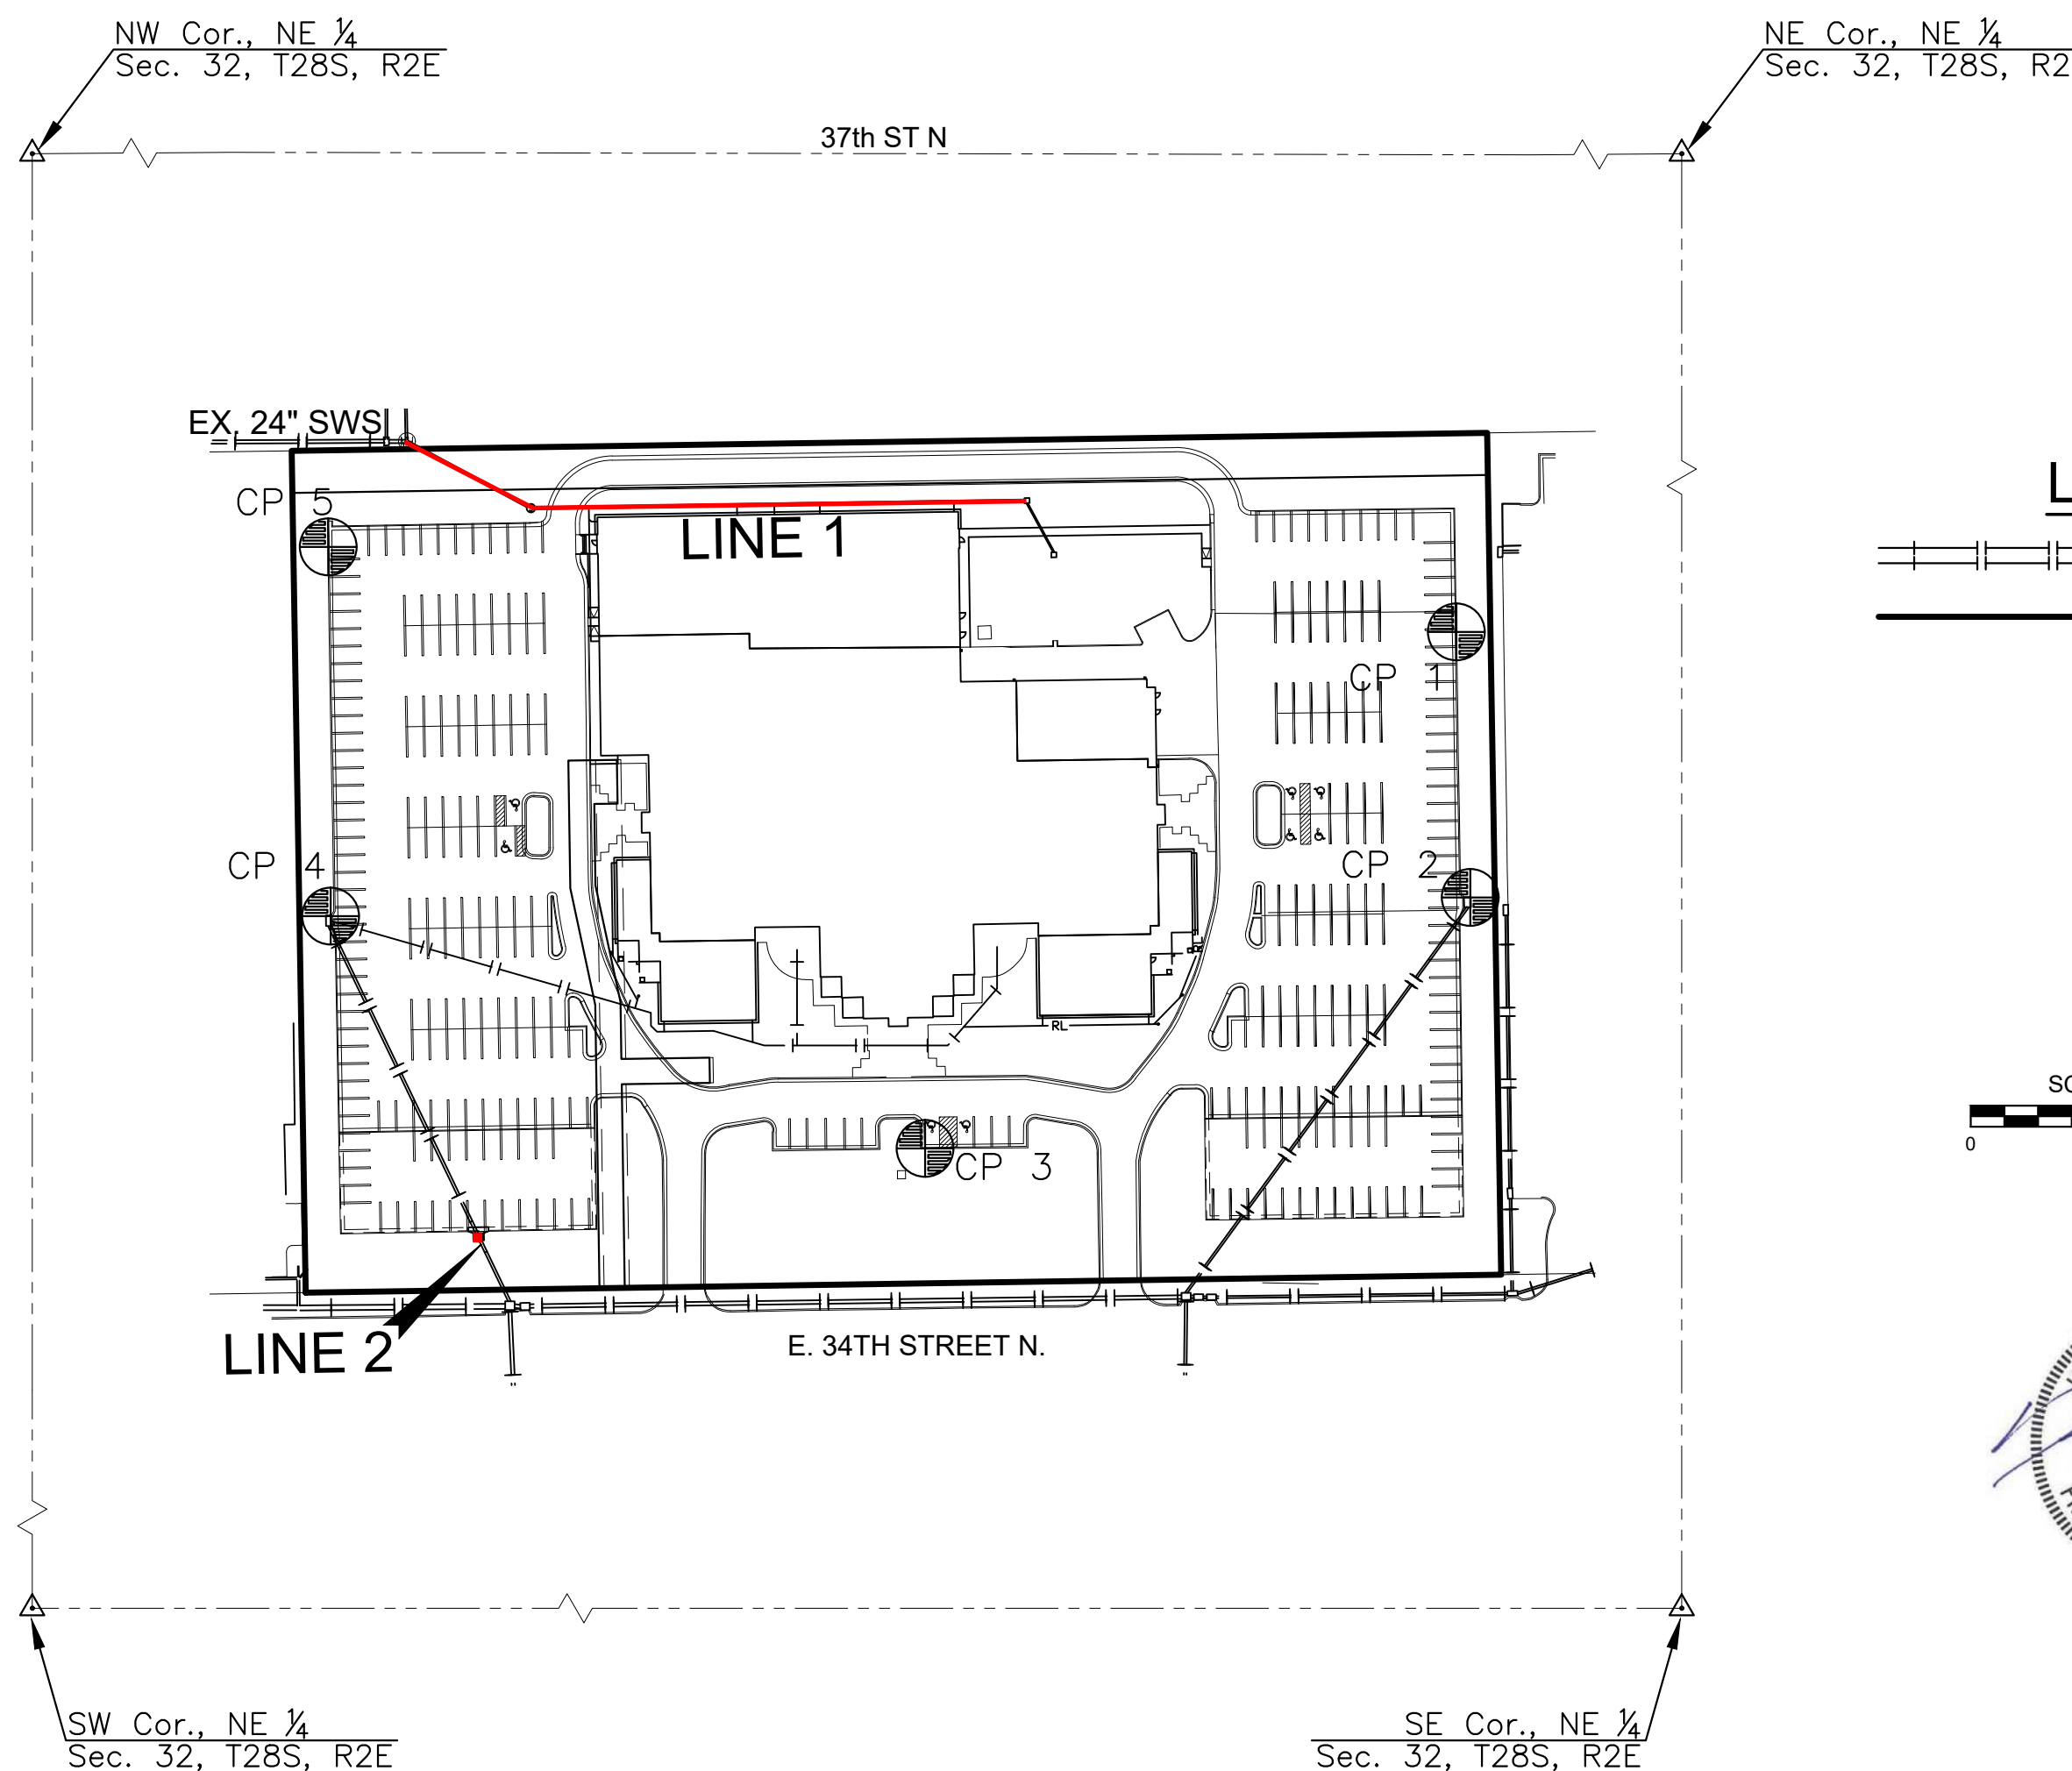 NW Cor., NE ¼
Sec. 32, T28S, R2E
NE Cor., NE ¼
Sec. 32, T28S, R2
37th ST N
EX. 24" SWS
CP 5
LINE 1
L
CP 1
CP 4
CP 2
RL
CP 3
0
LINE 2
E. 34TH STREET N.
SW Cor., NE ¼
Sec. 32, T28S, R2E
SE Cor., NE ¼
Sec. 32, T28S, R2E